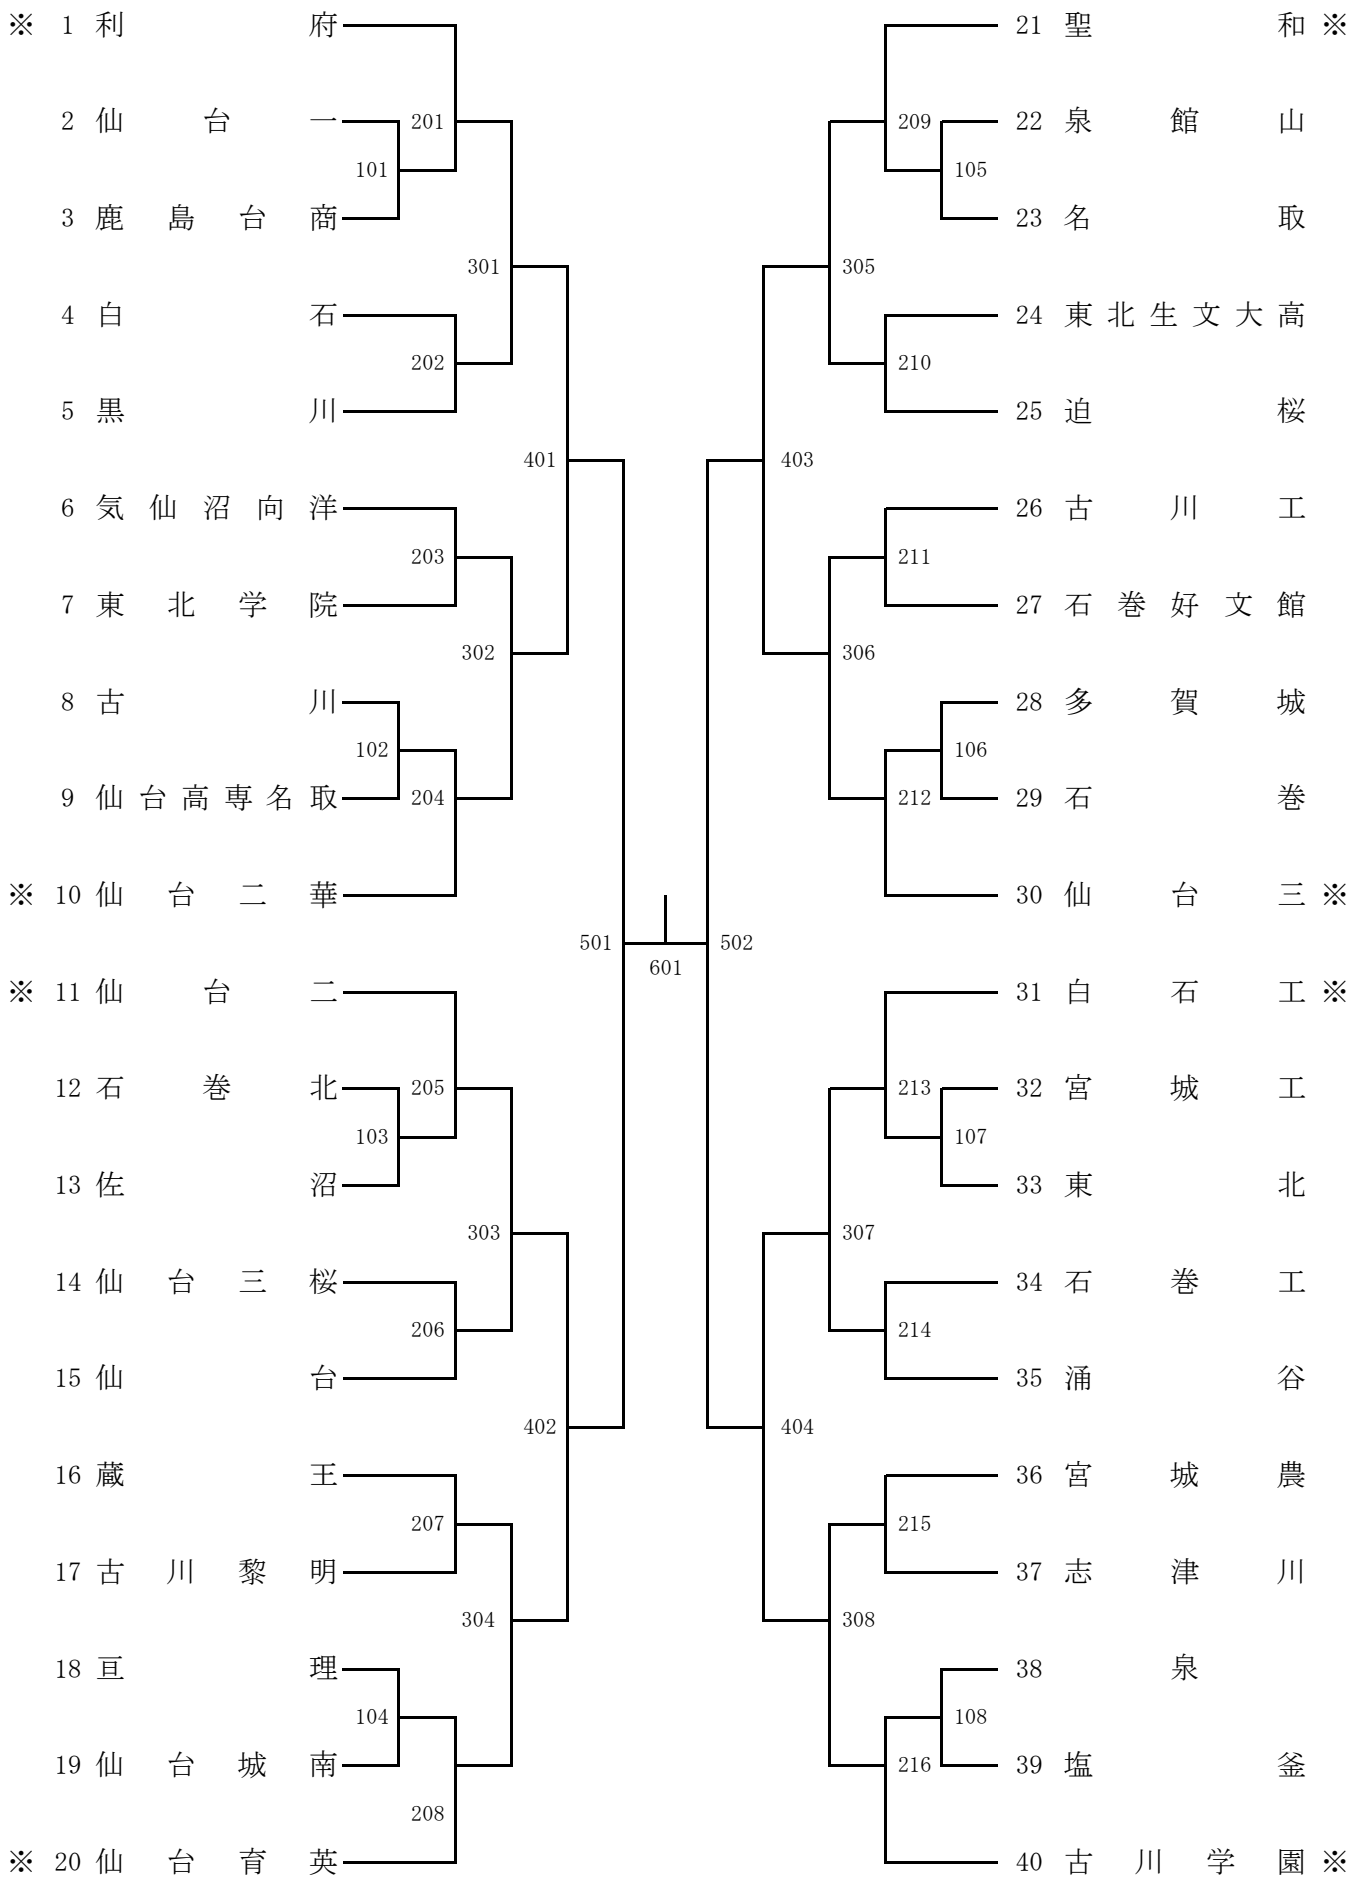 ※ 1 利府
2 仙台一
201
101
3 鹿島台商
301
4 白石
202
5 黒川
401
6 気仙沼向洋
203
7 東北学院
302
8 古川
102
9 仙台高専名取
204
※ 10 仙台二華
501
※ 11 仙台二
12 石巻北
205
103
13 佐沼
303
14 仙台三桜
206
15 仙台
402
16 蔵王
207
17 古川黎明
304
18 亘理
104
19 仙台城南
208
※ 20 仙台育英
601
21 聖和 ※
209
22 泉館山
105
23 名取
305
24 東北生文大高
210
25 迫桜
403
26 古川工
211
27 石巻好文館
306
28 多賀城
106
212
29 石巻
30 仙台三 ※
502
31 白石工 ※
213
32 宮城工
107
33 東北
307
34 石巻工
214
35 涌谷
404
36 宮城農
215
37 志津川
308
38 泉
108
216
39 塩釜
40 古川学園 ※